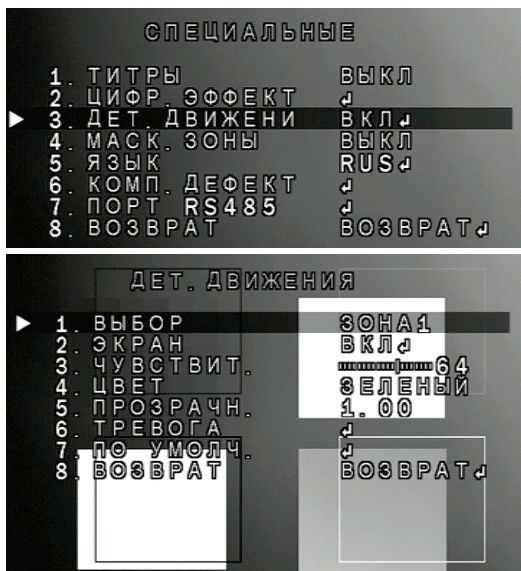 СПЕЦИАЛЬНЫЕ
1. ТИТРЫ ВЫКЛ
2. ЦИФР. ЭФФЕКТ ↲
3. ДЕТ. ДВИЖЕНИ ВКЛ↲
4. МАСК. ЗОНЫ ВЫКЛ
5. ЯЗЫК RUS↲
6. КОМП. ДЕФЕКТ ↲
7. ПОРТ RS485 ↲
8. ВОЗВРАТ ВОЗВРАТ↲
ДЕТ. ДВИЖЕНИЯ
1. ВЫБОР ЗОНА1
2. ЭКРАН ВКЛ↲
3. ЧУВСТВИТ. 64
4. ЦВЕТ ЗЕЛЕНЫЙ
5. ПРОЗРАЧН. 1.00
6. ТРЕВОГА ↲
7. ПО УМОЛЧ. ↲
8. ВОЗВРАТ ВОЗВРАТ↲